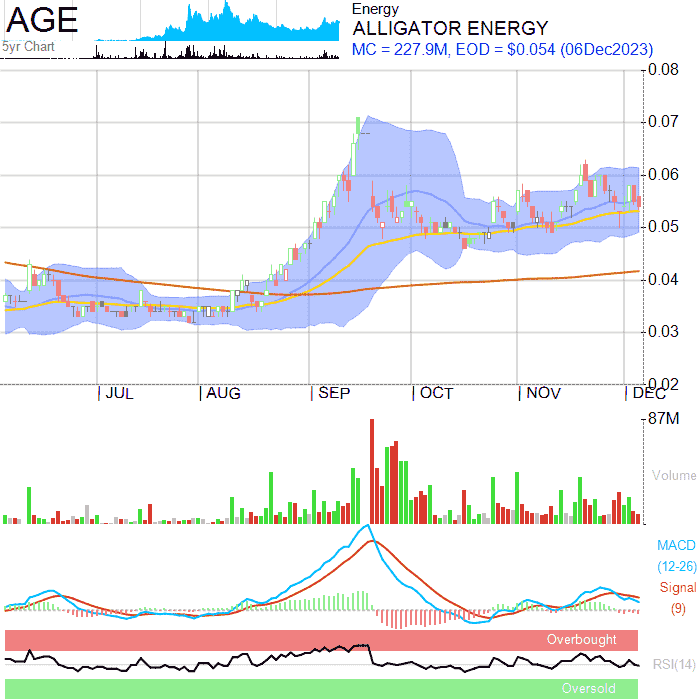 AGE
5yr Chart
Energy
ALLIGATOR ENERGY
MC = 227.9M, EOD = $0.054 (06Dec2023)
0.08
0.07
0.06
0.05
0.04
0.03
0.02
JUL AUG SEP OCT NOV DEC
87M
Volume
MACD
(12-26)
Signal
(9)
Overbought
RSI(14)
Oversold